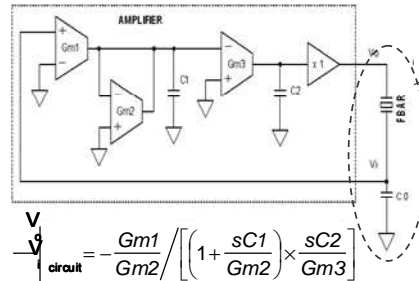 AMPLIFIER
Gm1
Gm2
C1
Gm3
C2
x 1
Vo
FBAR
Vi
C0
Vo/Vi | circuit = - Gm1/Gm2 / [(1 + sC1/Gm2) × sC2/Gm3]